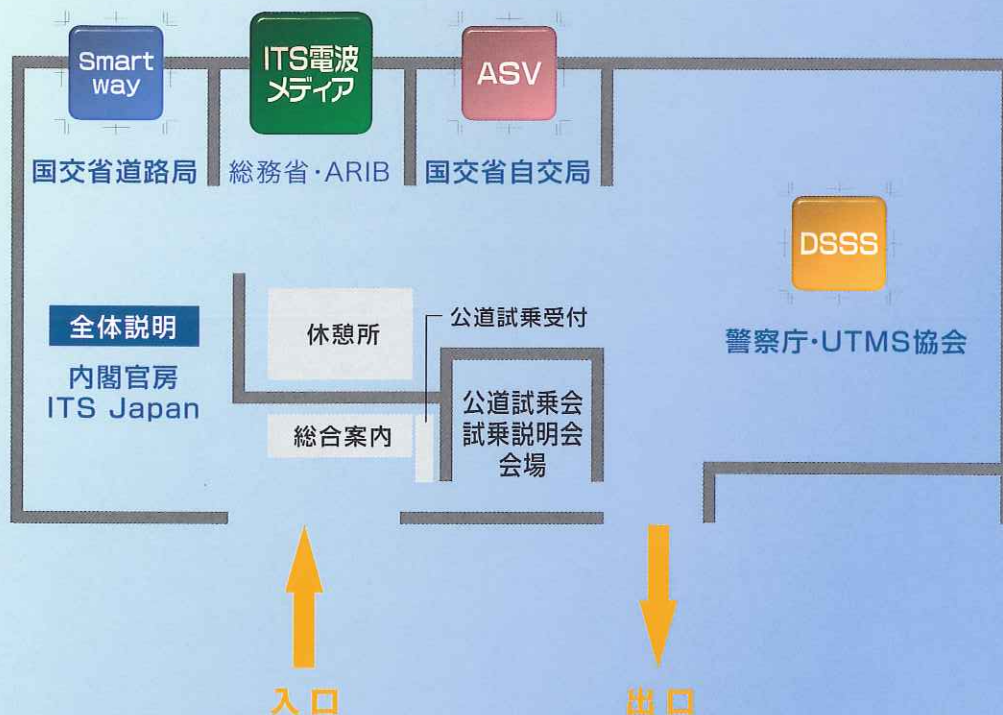 Smart
way
ITS電波
メディア
ASV
国交省道路局
総務省・ARIB
国交省自交局
DSSS
警察庁・UTMS協会
全体説明
内閣官房
ITS Japan
休憩所
公道試乗受付
総合案内
公道試乗会
試乗説明会
会場
入口
出口